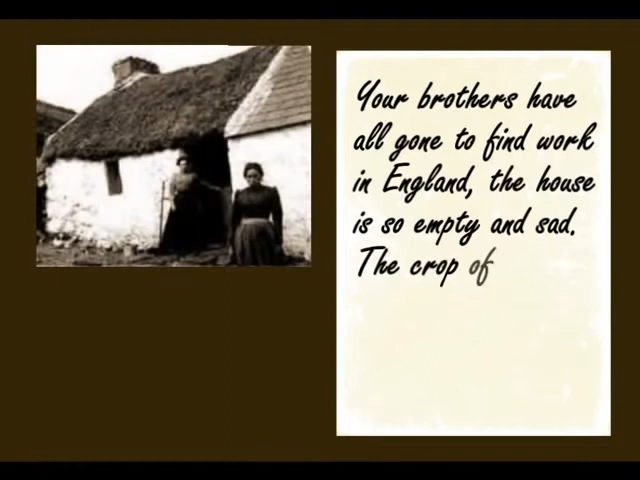 Your brothers have
all gone to find work
in England, the house
is so empty and sad.
The crop of